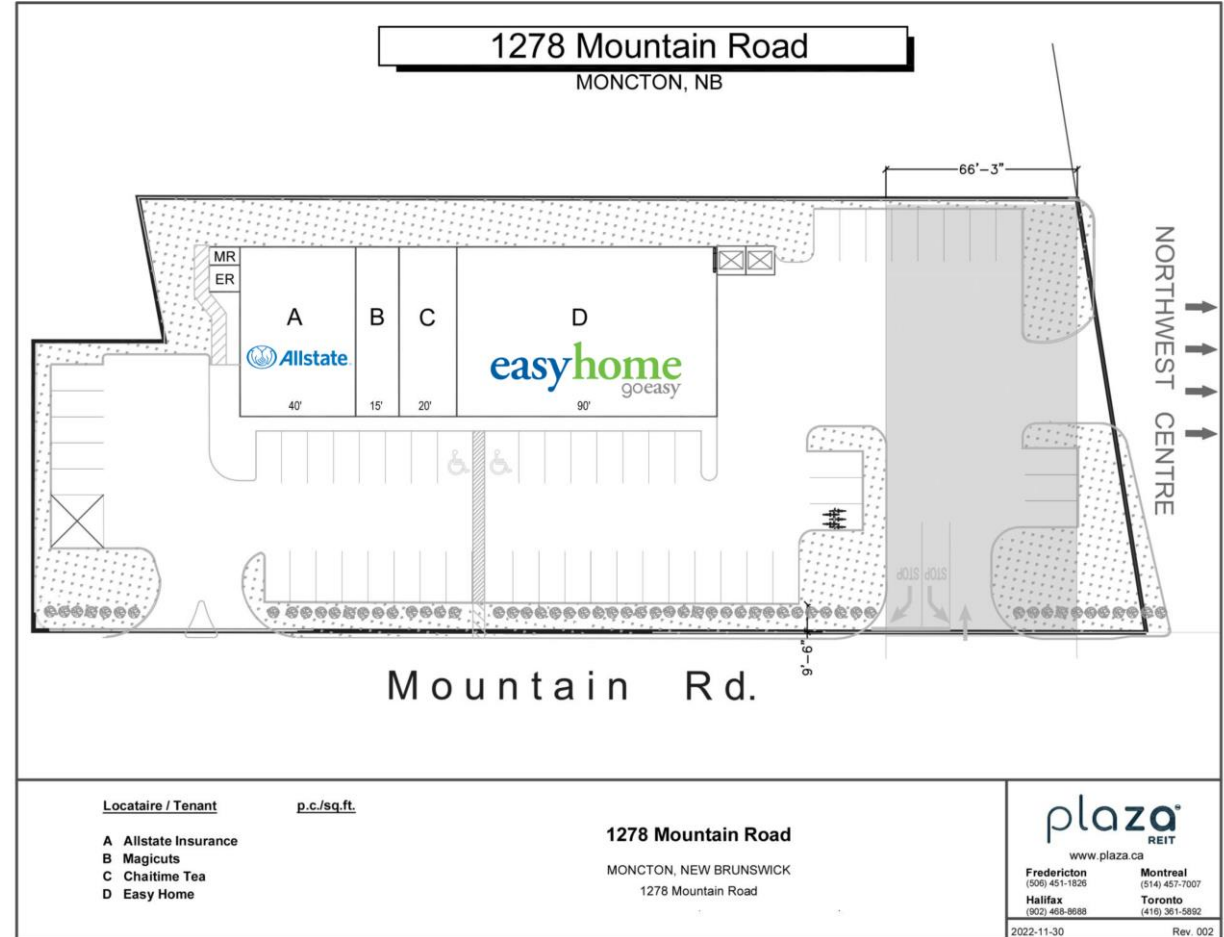 1278 Mountain Road
MONCTON, NB
66'-3"
NORTHWEST CENTRE
MR
ER
A
B
C
D
Allstate
easyhome
goeasy
40'
15'
20'
90'
STOP
STOP
9'-6"
Mountain Rd.
Locataire / Tenant p.c./sq.ft.
A Allstate Insurance
B Magicuts
C Chaitime Tea
D Easy Home
1278 Mountain Road
MONCTON, NEW BRUNSWICK
1278 Mountain Road
plaza
REIT
www.plaza.ca
Fredericton Montreal
(506) 451-1826 (514) 457-7007
Halifax Toronto
(902) 468-8688 (416) 361-5892
2022-11-30 Rev. 002